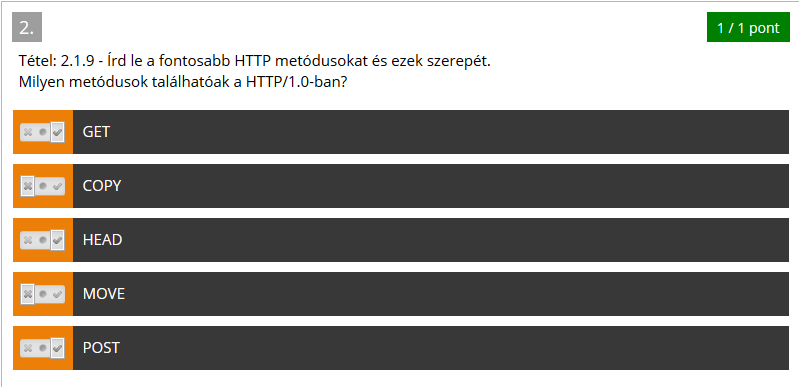 2.
1 / 1 pont
Tétel: 2.1.9 - Írd le a fontosabb HTTP metódusokat és ezek szerepét.
Milyen metódusok találhatóak a HTTP/1.0-ban?
GET
COPY
HEAD
MOVE
POST